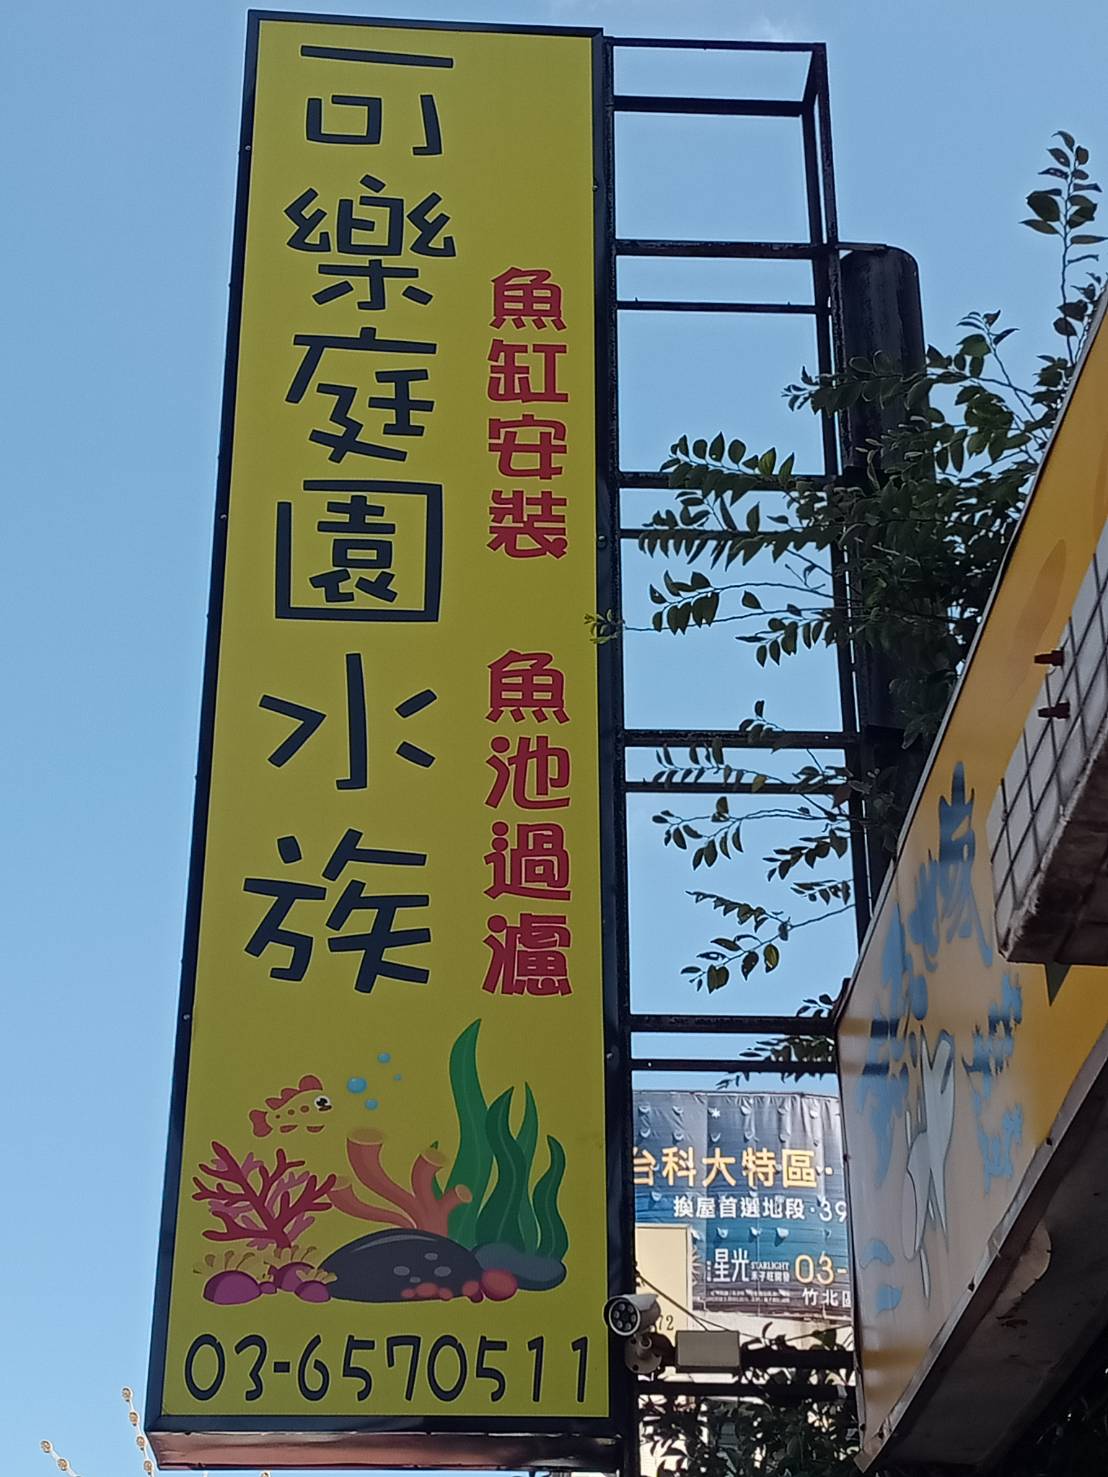 可樂庭園水族
魚缸安裝 魚池過濾
03-6570511
台科大特區·
換屋首選地段·39
星光 STARLIGHT
03-
竹北